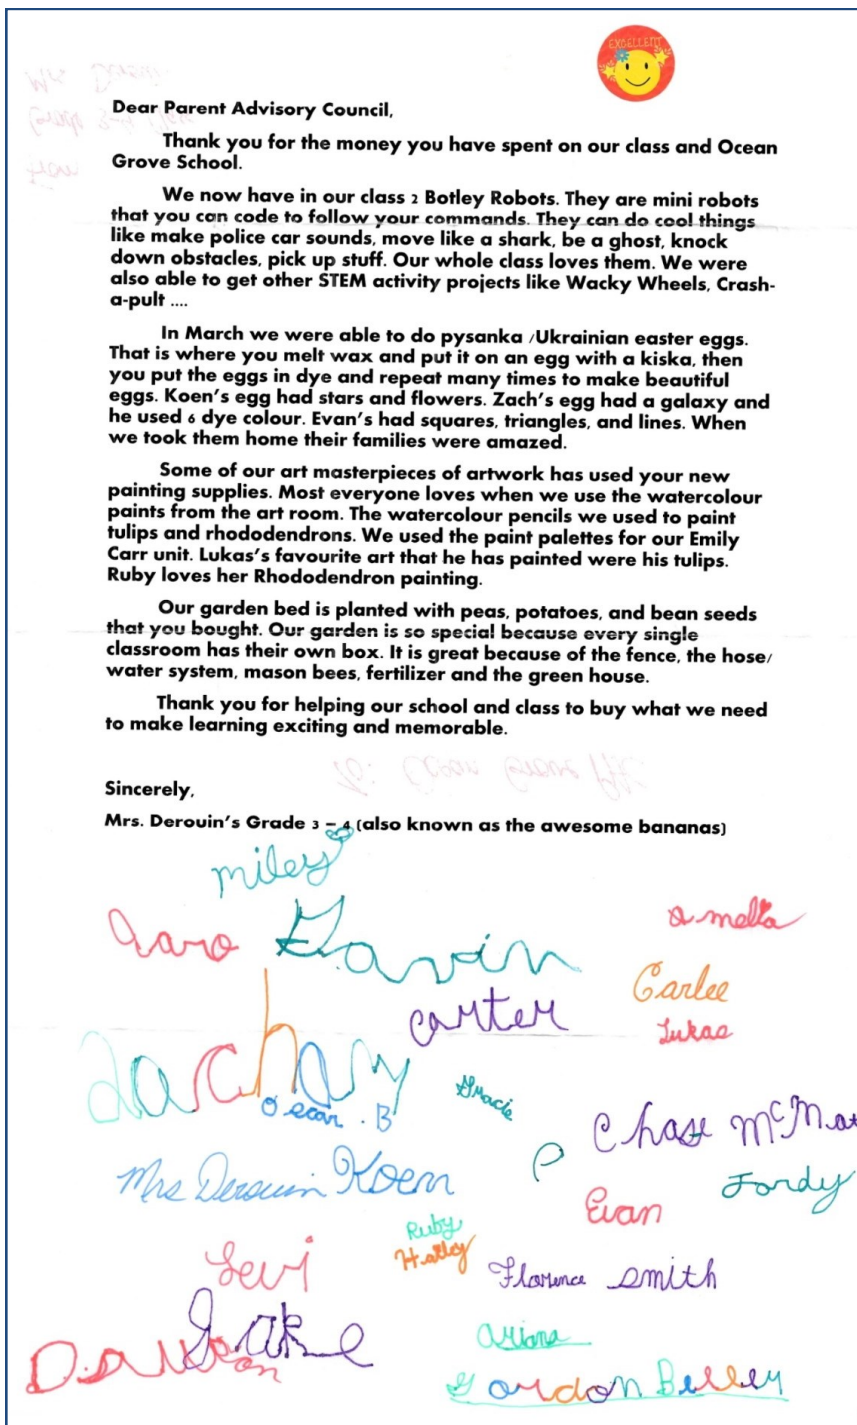 EXCELLENT
Dear Parent Advisory Council,
Thank you for the money you have spent on our class and Ocean
Grove School.
We now have in our class 2 Botley Robots. They are mini robots
that you can code to follow your commands. They can do cool things
like make police car sounds, move like a shark, be a ghost, knock
down obstacles, pick up stuff. Our whole class loves them. We were
also able to get other STEM activity projects like Wacky Wheels, Crash-
a-pult ....
In March we were able to do pysanka /Ukrainian easter eggs.
That is where you melt wax and put it on an egg with a kiska, then
you put the eggs in dye and repeat many times to make beautiful
eggs. Koen's egg had stars and flowers. Zach's egg had a galaxy and
he used 6 dye colour. Evan's had squares, triangles, and lines. When
we took them home their families were amazed.
Some of our art masterpieces of artwork has used your new
painting supplies. Most everyone loves when we use the watercolour
paints from the art room. The watercolour pencils we used to paint
tulips and rhododendrons. We used the paint palettes for our Emily
Carr unit. Lukas's favourite art that he has painted were his tulips.
Ruby loves her Rhododendron painting.
Our garden bed is planted with peas, potatoes, and bean seeds
that you bought. Our garden is so special because every single
classroom has their own box. It is great because of the fence, the hose/
water system, mason bees, fertilizer and the green house.
Thank you for helping our school and class to buy what we need
to make learning exciting and memorable.
Sincerely,
Mrs. Derouin's Grade 3 – 4 (also known as the awesome bananas)
miley
Gavin
amelia
Carlee
carter
Lukas
Zachary
Oscar . B
Gracie
Chase
Mrs Derouin
Koen
Jordy
Evan
Ruby
Hailey
Levi
Florence Smith
Jake
Dawson
Ariana
Gordon Belley